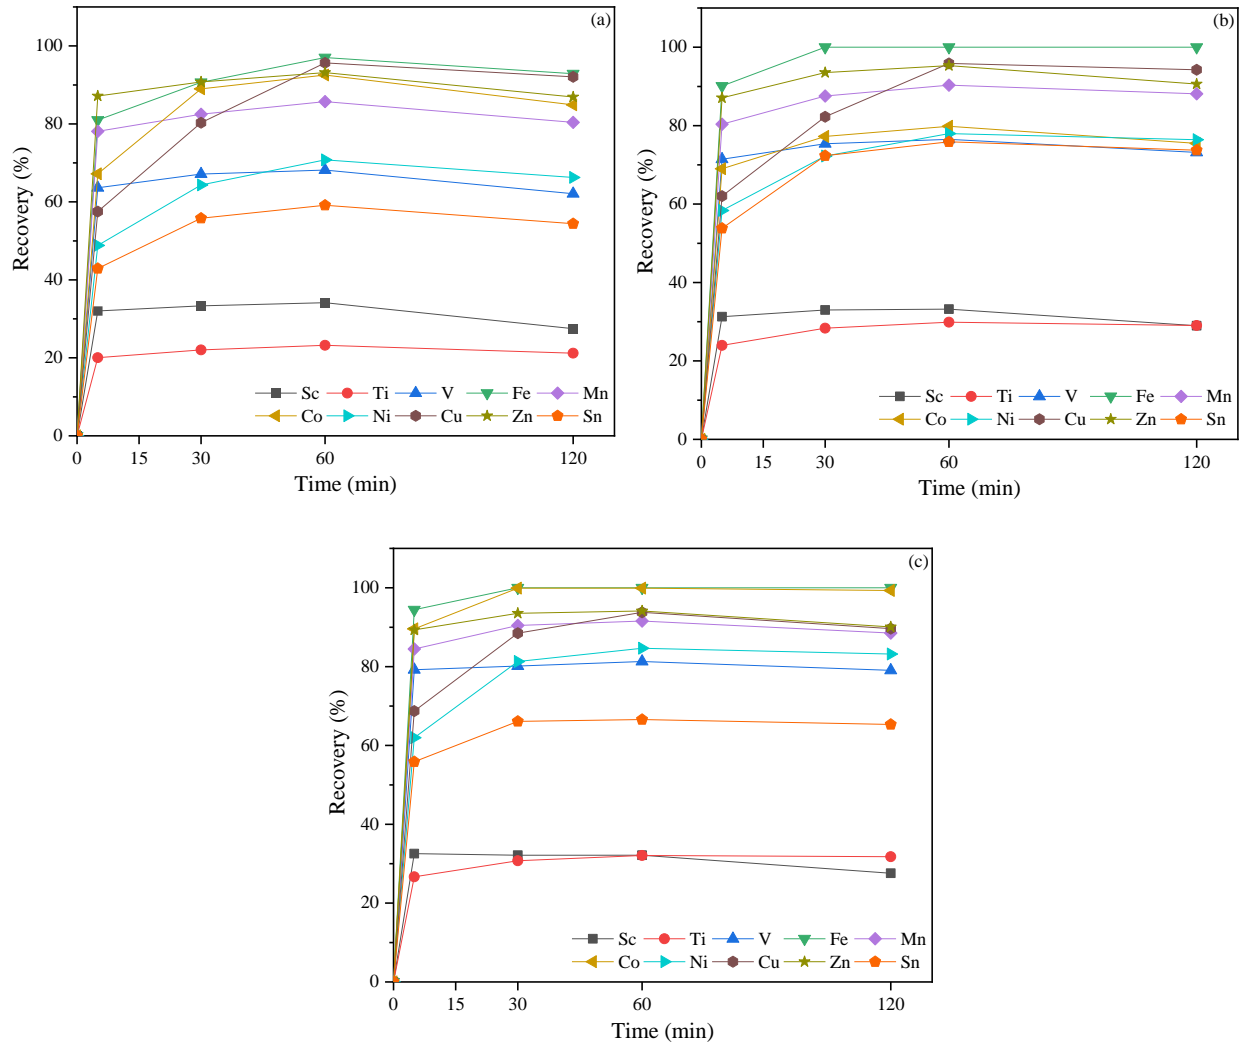 (a)
100
80
60
40
20
0
Recovery (%)
Sc Ti V Fe Mn
Co Ni Cu Zn Sn
0 15 30 60 120
Time (min)
(b)
100
80
60
40
20
0
Recovery (%)
Sc Ti V Fe Mn
Co Ni Cu Zn Sn
0 15 30 60 120
Time (min)
(c)
100
80
60
40
20
0
Recovery (%)
Sc Ti V Fe Mn
Co Ni Cu Zn Sn
0 15 30 60 120
Time (min)